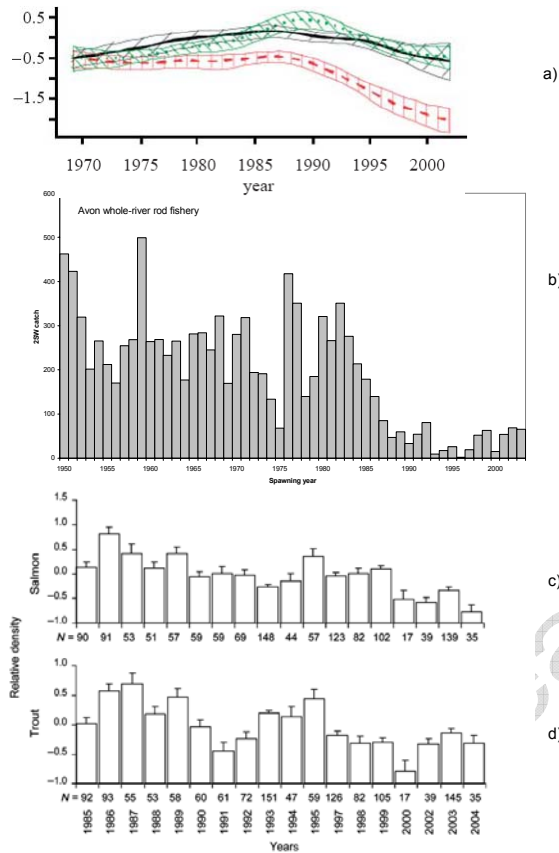 0.5
−0.5
−1.5
1970 1975 1980 1985 1990 1995 2000
year
a)
Avon whole-river rod fishery
600
500
400
300
200
100
0
2SW catch
1950 1955 1960 1965 1970 1975 1980 1985 1990 1995 2000
Spawning year
b)
Relative density
Salmon
1.5
1.0
0.5
0.0
−0.5
−1.0
N = 90 91 53 51 57 59 59 69 148 44 57 123 82 102 17 39 139 35
c)
Trout
1.0
0.5
0.0
−0.5
−1.0
N = 92 93 55 53 58 60 61 72 151 47 59 126 82 105 17 39 145 35
1985 1986 1987 1988 1989 1990 1991 1992 1993 1994 1995 1997 1998 1999 2000 2002 2003 2004
Years
d)